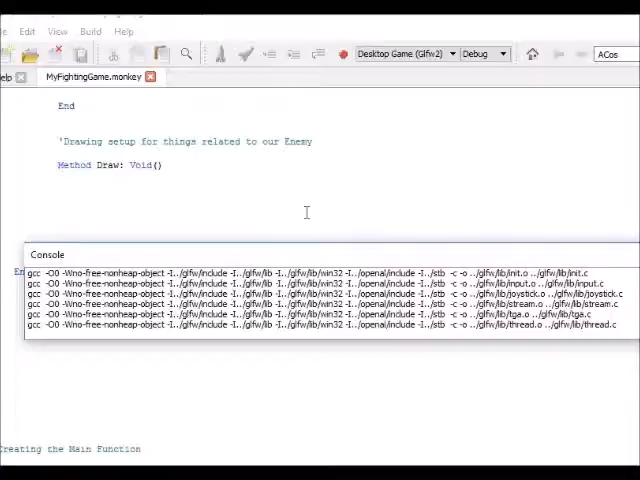 Edit View Build Help
Desktop Game (Glfw2) Debug ACos
elp MyFightingGame.monkey
End
'Drawing setup for things related to our Enemy
Method Draw: Void()
Console
En
gcc -O0 -Wno-free-nonheap-object -I../glfw/include -I../glfw/lib -I../glfw/lib/win32 -I../openal/include -I../stb -c -o ../glfw/lib/init.o ../glfw/lib/init.c
gcc -O0 -Wno-free-nonheap-object -I../glfw/include -I../glfw/lib -I../glfw/lib/win32 -I../openal/include -I../stb -c -o ../glfw/lib/input.o ../glfw/lib/input.c
gcc -O0 -Wno-free-nonheap-object -I../glfw/include -I../glfw/lib -I../glfw/lib/win32 -I../openal/include -I../stb -c -o ../glfw/lib/joystick.o ../glfw/lib/joystick.c
gcc -O0 -Wno-free-nonheap-object -I../glfw/include -I../glfw/lib -I../glfw/lib/win32 -I../openal/include -I../stb -c -o ../glfw/lib/stream.o ../glfw/lib/stream.c
gcc -O0 -Wno-free-nonheap-object -I../glfw/include -I../glfw/lib -I../glfw/lib/win32 -I../openal/include -I../stb -c -o ../glfw/lib/tga.o ../glfw/lib/tga.c
gcc -O0 -Wno-free-nonheap-object -I../glfw/include -I../glfw/lib -I../glfw/lib/win32 -I../openal/include -I../stb -c -o ../glfw/lib/thread.o ../glfw/lib/thread.c
Creating the Main Function